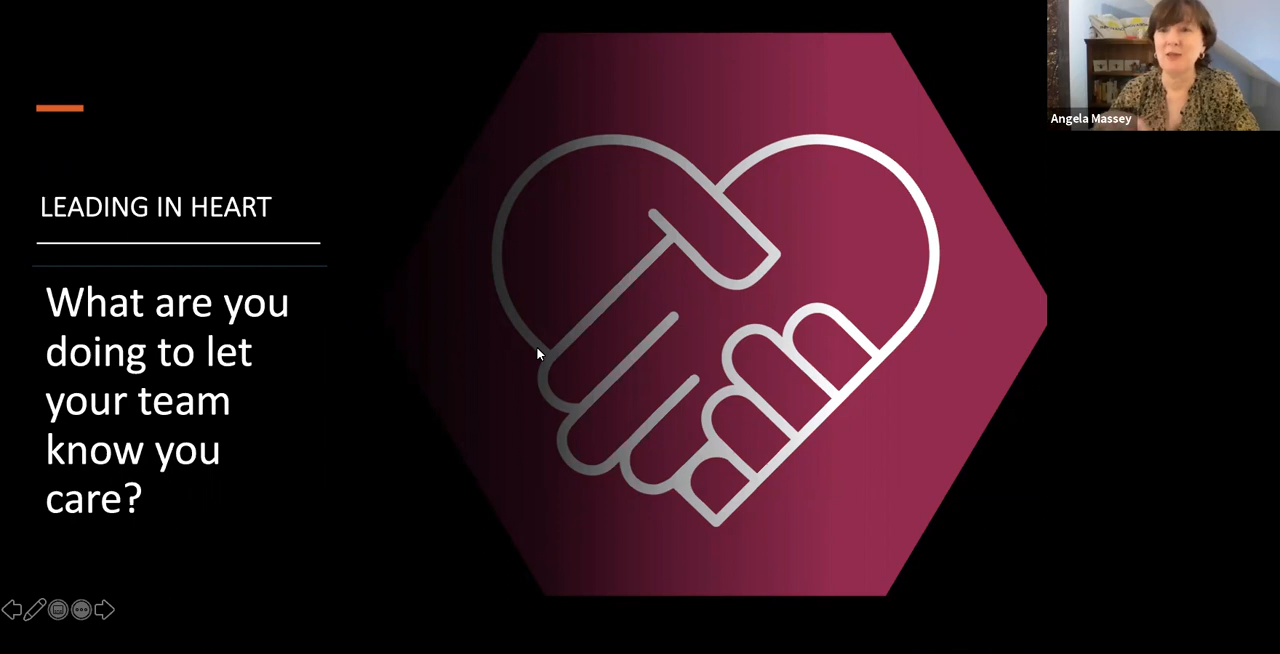 LEADING IN HEART
What are you
doing to let
your team
know you
care?
Angela Massey